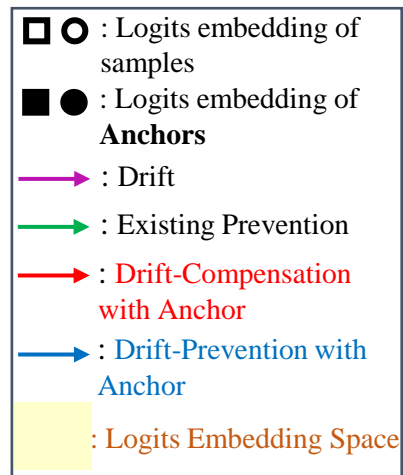 : Logits embedding of
samples
: Logits embedding of
Anchors
: Drift
: Existing Prevention
: Drift-Compensation
with Anchor
: Drift-Prevention with
Anchor
: Logits Embedding Space